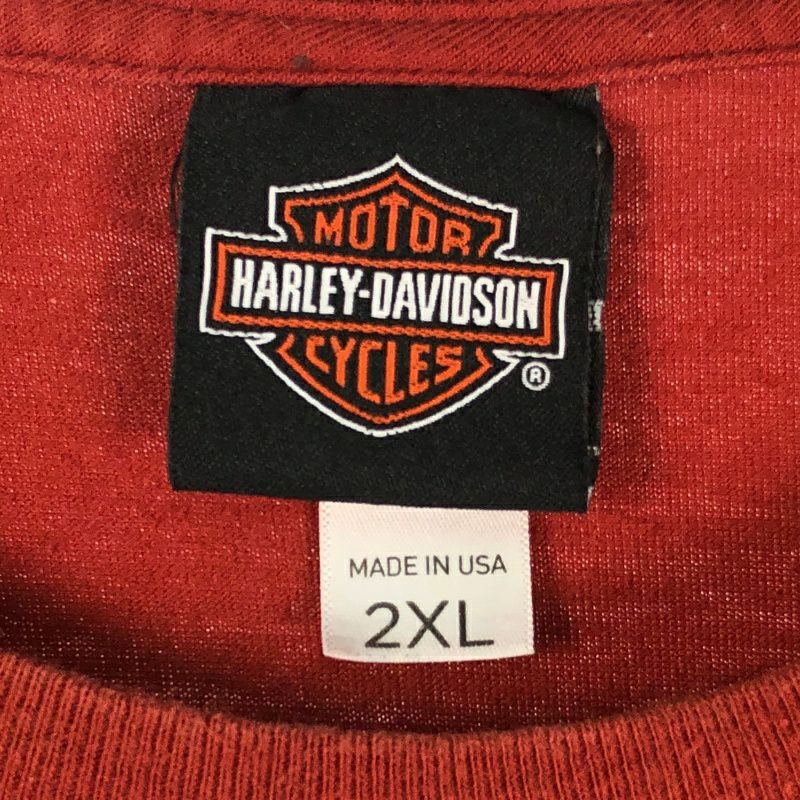 MOTOR
HARLEY-DAVIDSON
CYCLES
®
MADE IN USA
2XL